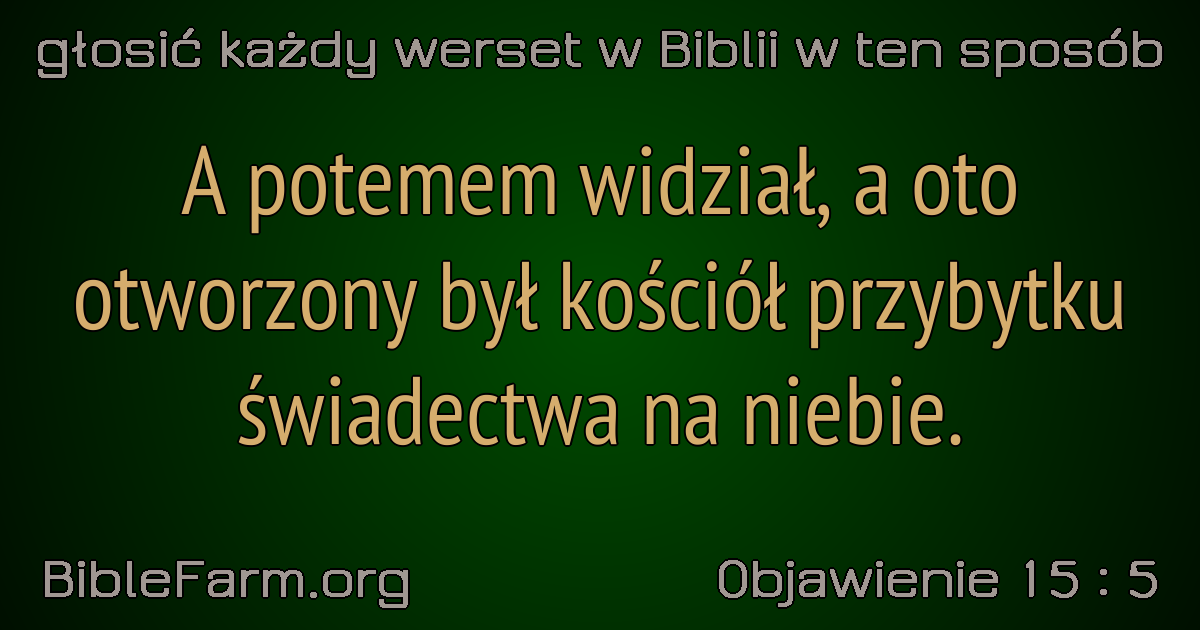 głosić każdy werset w Biblii w ten sposób
A potemem widział, a oto
otworzony był kościół przybytku
świadectwa na niebie.
BibleFarm.org
Objawienie 15 : 5